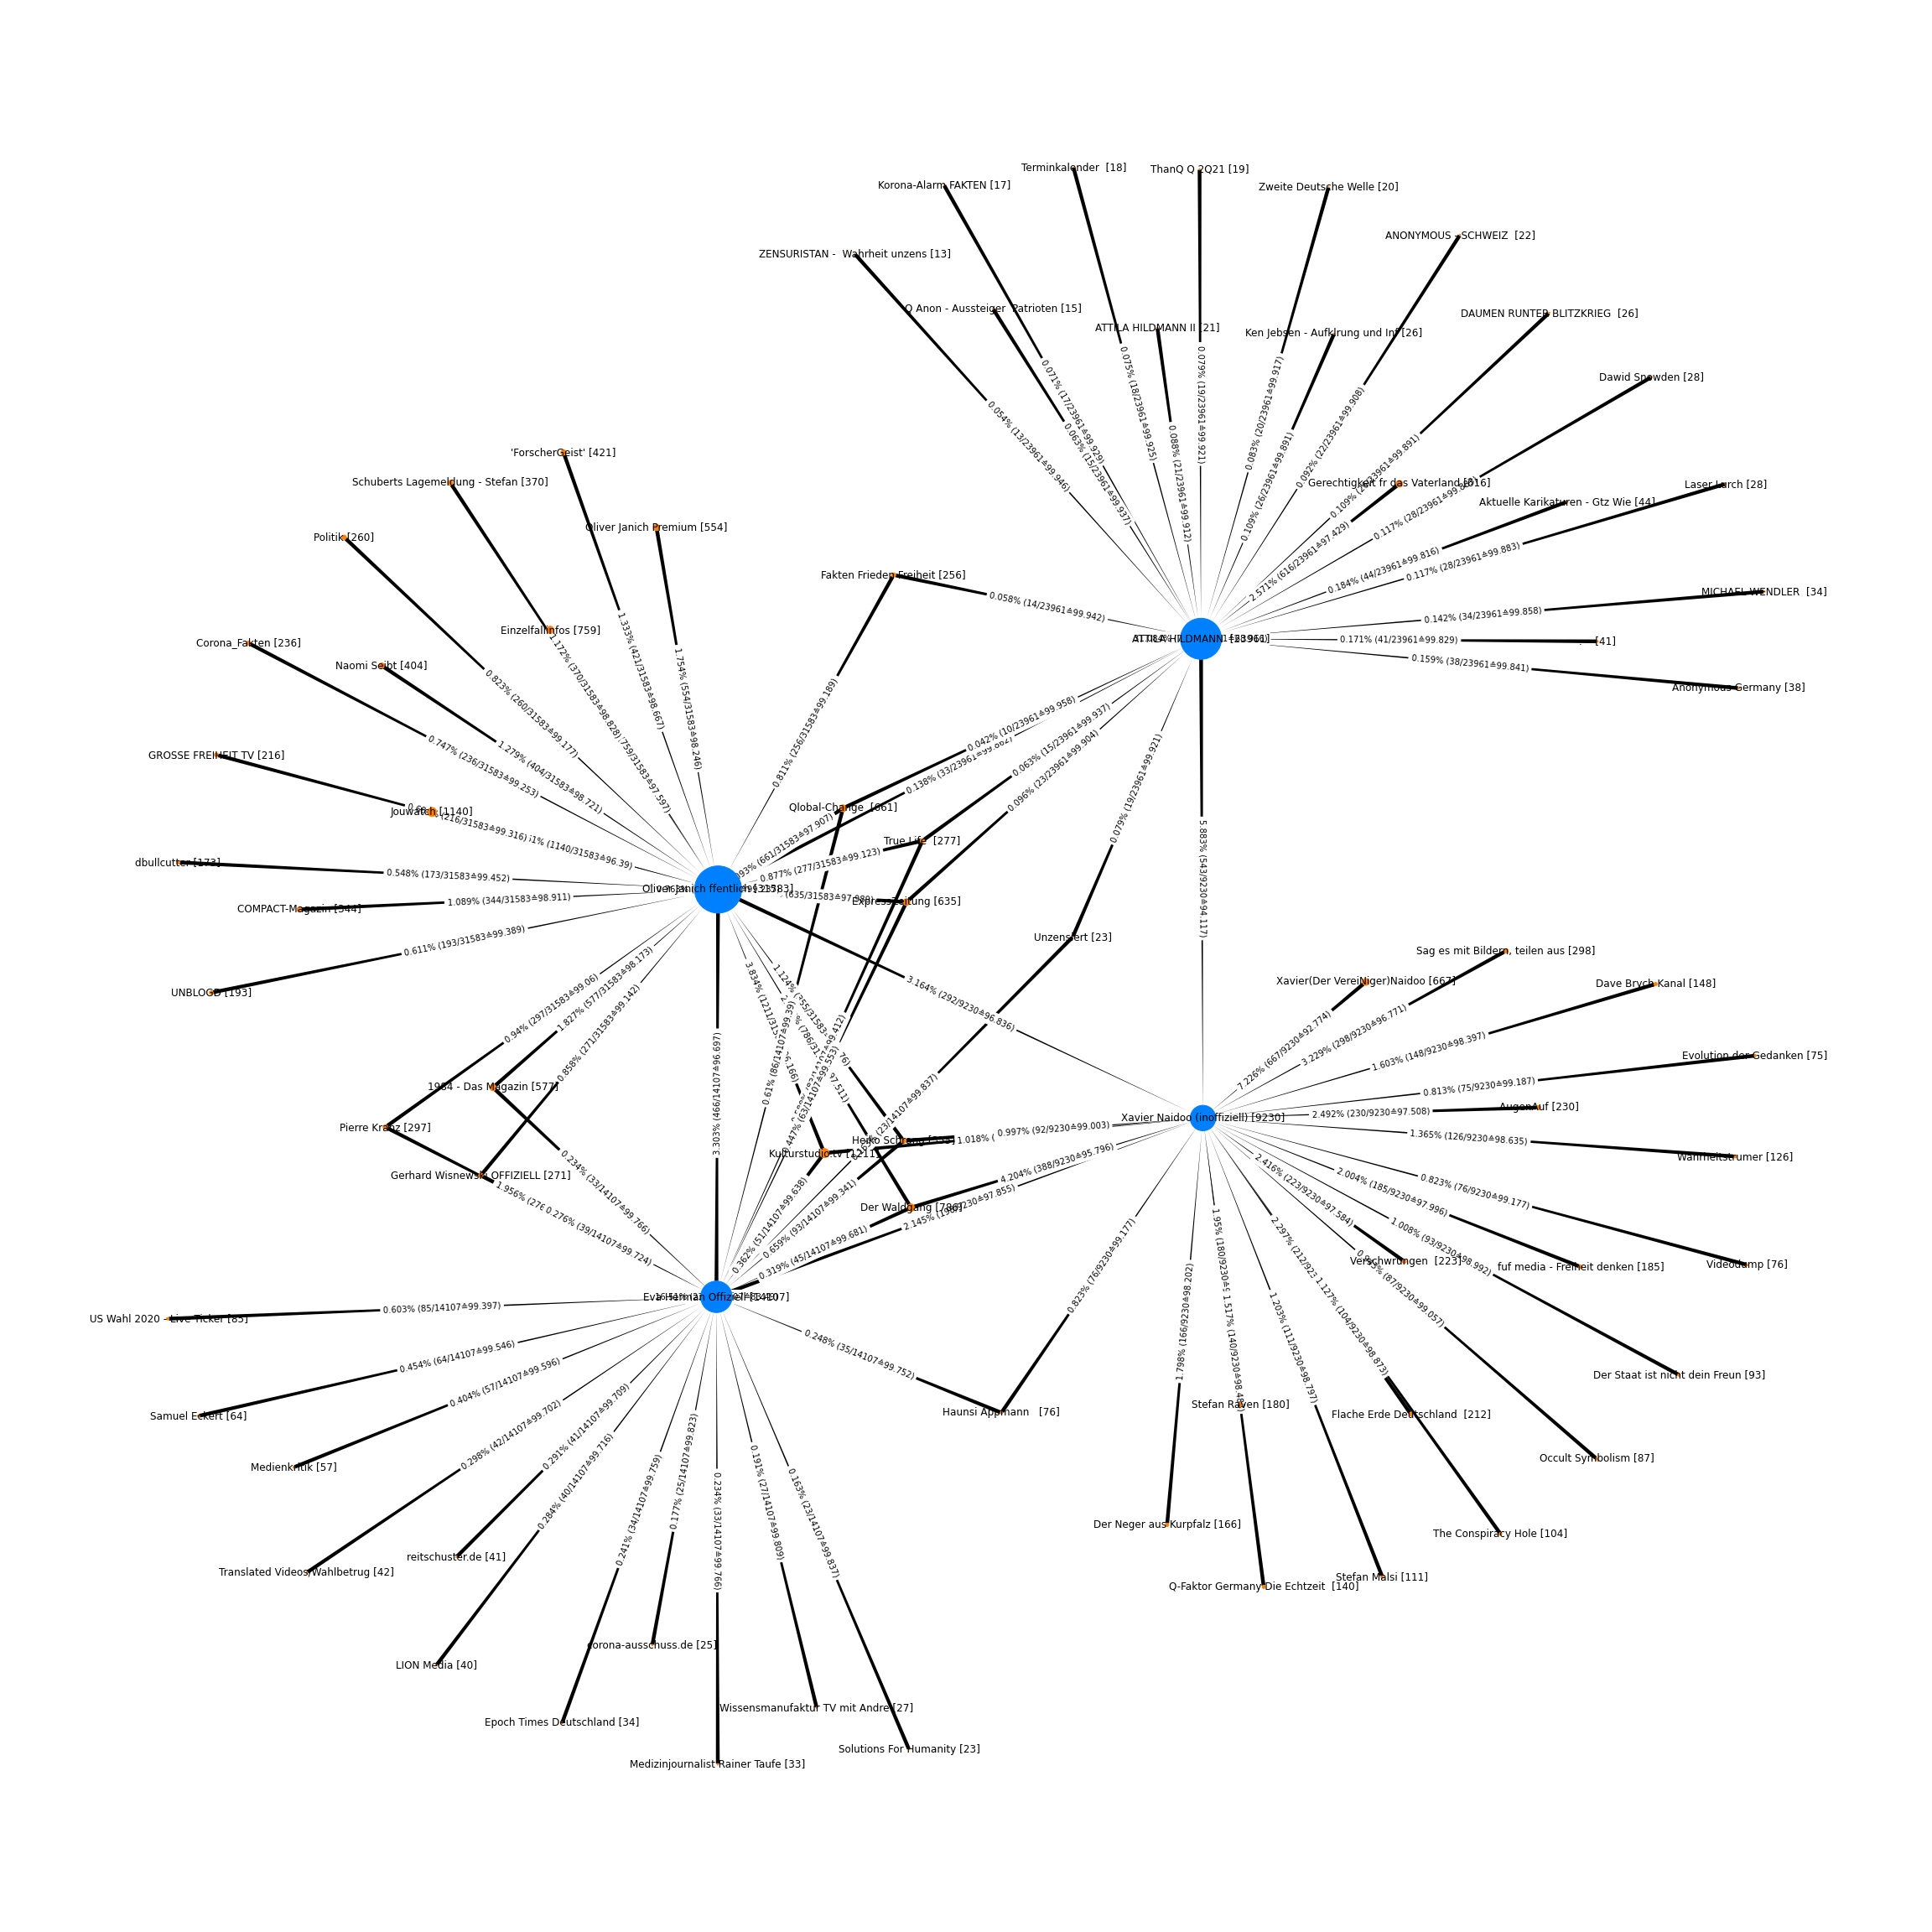 Terminkalender  [18]
ThanQ Q 2Q21 [19]
Korona-Alarm FAKTEN [17]
Zweite Deutsche Welle [20]
ANONYMOUS - SCHWEIZ  [22]
ZENSURISTAN -  Wahrheit unzens [13]
Q Anon - Aussteiger  Patrioten [15]
DAUMEN RUNTER BLITZKRIEG  [26]
ATTILA HILDMANN II [21]
Ken Jebsen - Aufklrung und Inf [26]
Dawid Snowden [28]
0.079% (19/23961≙99.921)
0.075% (18/23961≙99.925)
0.083% (20/23961≙99.917)
0.071% (17/23961≙99.929)
0.092% (22/23961≙99.908)
0.054% (13/23961≙99.946)
0.063% (15/23961≙99.937)
0.088% (21/23961≙99.912)
0.109% (26/23961≙99.891)
0.109% (26/23961≙99.891)
'ForscherGeist' [421]
Schuberts Lagemeldung - Stefan [370]
Gerechtigkeit fr das Vaterland [616]
Laser Lurch [28]
Aktuelle Karikaturen - Gtz Wie [44]
0.117% (28/23961
2.571% (616/23961≙97.429)
Oliver Janich Premium [554]
Politik [260]
0.184% (44/23961≙99.816)
0.117% (28/23961≙99.883)
Fakten Frieden Freiheit [256]
0.058% (14/23961≙99.942)
MICHAEL WENDLER  [34]
0.142% (34/23961≙99.858)
Einzelfallinfos [759]
ATTILA HILDMANN [23961]
0.171% (41/23961≙99.829)
[41]
Corona_Fakten [236]
Naomi Seibt [404]
0.159% (38/23961≙99.841)
Anonymous Germany [38]
1.333% (421/31583≙98.667)
1.754% (554/31583≙98.246)
1.172% (370/31583≙98.828)
759/31583≙97.597)
0.823% (260/31583≙99.177)
0.811% (256/31583≙99.189)
0.042% (10/23961≙99.958)
0.138% (33/23961
0.063% (15/23961≙99.937)
0.096% (23/23961≙99.904)
0.079% (19/23961≙99.921)
GROSSE FREIHEIT TV [216]
0.747% (236/31583≙99.253)
1.279% (404/31583≙98.721)
Jouwatch [1140]
(216/31583≙99.316)
(1140/31583≙96.39)
Qlobal-Change  [661]
(661/31583≙97.907)
True Life  [277]
0.877% (277/31583≙99.123)
5.883% (543/9230≙94.117)
dbullcutter [173]
0.548% (173/31583≙99.452)
Oliver Janich ffentlich [31583]
COMPACT-Magazin [344]
1.089% (344/31583≙98.911)
(635/31583
ExpressZeitung [635]
0.611% (193/31583≙99.389)
Unzensiert [23]
UNBLOGD [193]
Sag es mit Bildern, teilen aus [298]
Xavier(Der VereiNiger)Naidoo [667]
Dave Brych Kanal [148]
3.164% (292/9230≙96.836)
0.94% (297/31583≙99.06)
1.827% (577/31583≙98.173)
0.858% (271/31583≙99.142)
3.834% (1211/
1.124%
3.303% (466/14107≙96.697)
0.61% (86/14107≙99.39)
0.447% (63/14107≙99.553)
7.226% (667/9230≙92.774)
3.229% (298/9230≙96.771)
1.603% (148/9230≙98.397)
Evolution der Gedanken [75]
0.813% (75/9230≙99.187)
1984 - Das Magazin [577]
AugenAuf [230]
2.492% (230/9230≙97.508)
Xavier Naidoo (inoffiziell) [9230]
Pierre Kranz [297]
0.997% (92/9230≙99.003)
1.018% (
1.365% (126/9230≙98.635)
Heiko Schrang
Kulturstudio.tv [1211]
Wahrheitstrumer [126]
Gerhard Wisnewski OFFIZIELL [271]
0.234% (33/14107≙99.766)
4.204% (388/9230≙95.796)
Der Waldgang [786]
1.956% (276
0.276% (39/14107≙99.724)
0.362% (51/14107≙99.638)
0.659% (93/14107≙99.341)
0.319% (45/14107≙99.681)
2.145% (198/9230≙97.855)
0.823% (76/9230≙99.177)
2.416% (223/9230≙97.584)
2.004% (185/9230≙97.996)
0.823% (76/9230≙99.177)
1.008% (93/9230≙98.992)
Verschwrungen  [223]
fuf media - Freiheit denken [185]
Videodump [76]
Eva Herman Offiziell [14107]
0.603% (85/14107≙99.397)
US Wahl 2020 - Live-Ticker [85]
1.798% (166/9230≙98.202)
1.95% (180/9230
1.517% (140/9230≙98.48
2.297% (212/923
1.127% (104/9230≙98.873)
(87/9230≙99.057)
1.203% (111/9230≙98.797)
0.454% (64/14107≙99.546)
0.404% (57/14107≙99.596)
0.248% (35/14107≙99.752)
Der Staat ist nicht dein Freun [93]
Samuel Eckert [64]
Haunsi Appmann   [76]
Stefan Raven [180]
Flache Erde Deutschland  [212]
0.298% (42/14107≙99.702)
0.291% (41/14107≙99.709)
0.284% (40/14107≙99.716)
0.177% (25/14107≙99.823)
Medienkritik [57]
Occult Symbolism [87]
0.241% (34/14107≙99.759)
0.234% (33/14107≙99.766)
0.191% (27/14107≙99.809)
0.163% (23/14107≙99.837)
Der Neger aus Kurpfalz [166]
The Conspiracy Hole [104]
reitschuster.de [41]
Translated Videos/Wahlbetrug [42]
Stefan Malsi [111]
Q-Faktor Germany-Die Echtzeit  [140]
corona-ausschuss.de [25]
LION Media [40]
Wissensmanufaktur TV mit Andre [27]
Epoch Times Deutschland [34]
Solutions For Humanity [23]
Medizinjournalist Rainer Taufe [33]